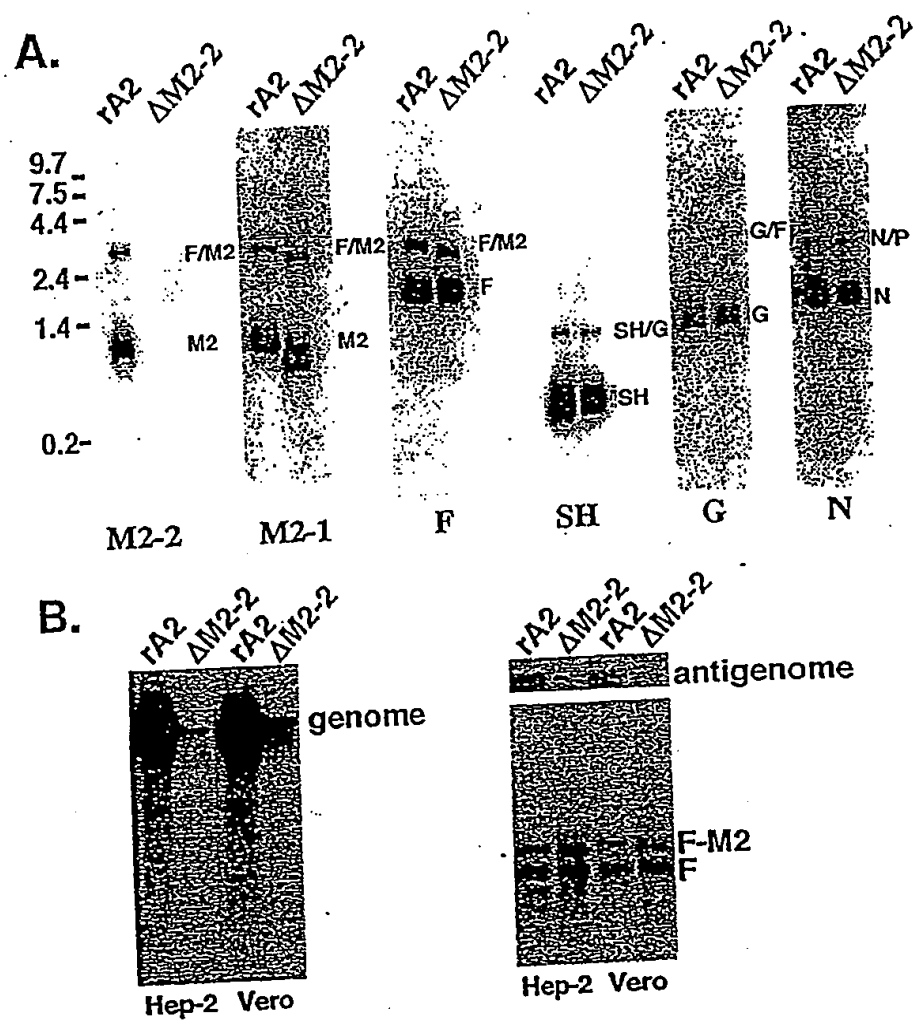 A.
rA2 ΔM2-2 rA2 ΔM2-2 rA2 ΔM2-2 rA2 ΔM2-2 rA2 ΔM2-2 rA2 ΔM2-2
9.7-
7.5-
4.4-
2.4-
1.4-
0.2-
F/M2 F/M2 F/M2 G/F N/P
F N
M2 M2 SH/G G
SH
M2-2 M2-1 F SH G N
B.
rA2 ΔM2-2 rA2 ΔM2-2 rA2 ΔM2-2 rA2 ΔM2-2
genome antigenome
F-M2
F
Hep-2 Vero Hep-2 Vero